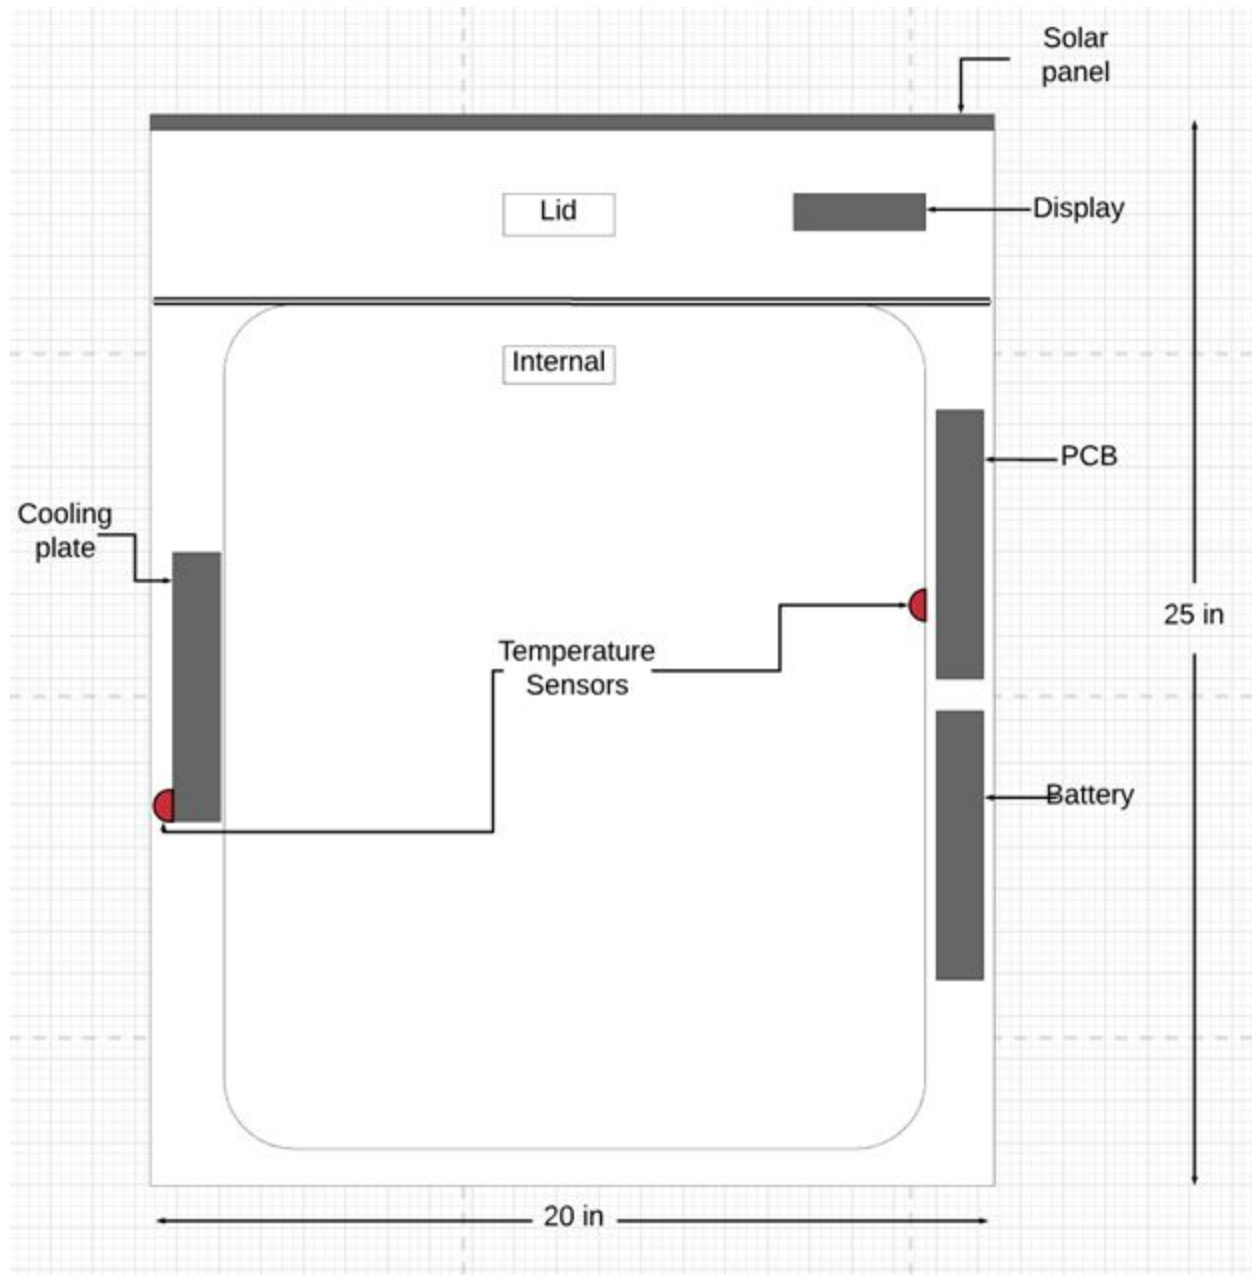 Solar
panel
Lid
Display
Internal
PCB
Cooling
plate
25 in
Temperature
Sensors
Battery
20 in